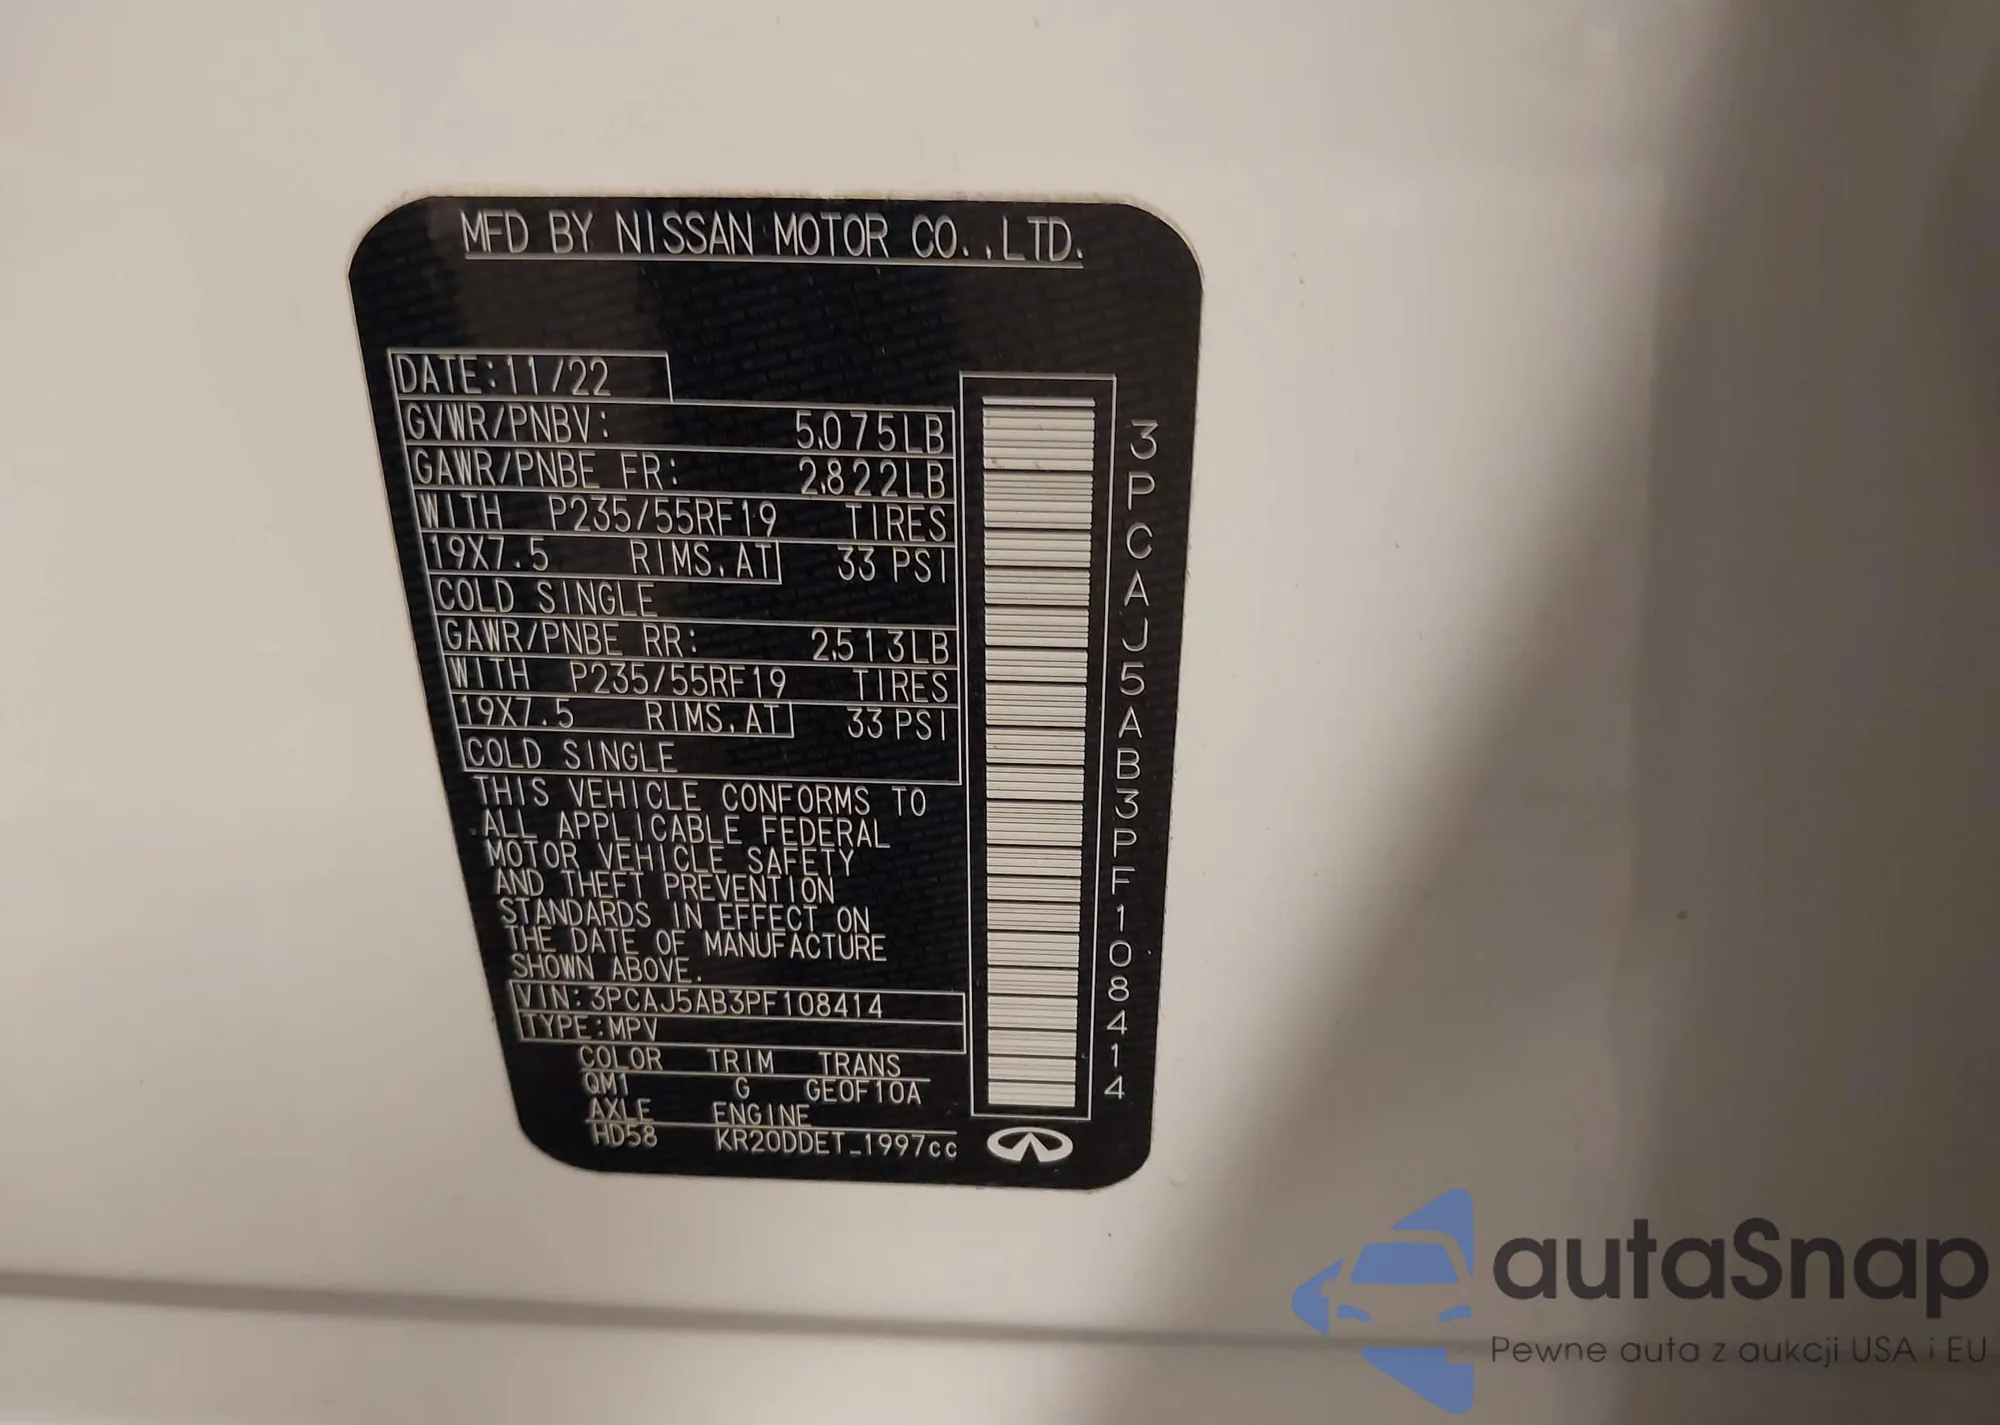 MFD BY NISSAN MOTOR CO.,LTD.
DATE:11/22
GVWR/PNBV: 5,075LB
GAWR/PNBE FR: 2,822LB
WITH P235/55RF19 TIRES
19X7.5 RIMS,AT 33 PSI
COLD SINGLE
GAWR/PNBE RR: 2,513LB
WITH P235/55RF19 TIRES
19X7.5 RIMS,AT 33 PSI
COLD SINGLE
THIS VEHICLE CONFORMS TO
ALL APPLICABLE FEDERAL
MOTOR VEHICLE SAFETY
AND THEFT PREVENTION
STANDARDS IN EFFECT ON
THE DATE OF MANUFACTURE
SHOWN ABOVE.
VIN:3PCAJ5AB3PF108414
TYPE:MPV
COLOR TRIM TRANS
QM1 G GE0F10A
AXLE ENGINE
HD58 KR20DDET_1997cc
3PCAJ5AB3PF108414
autaSnap
Pewne auta z aukcji USA i EU